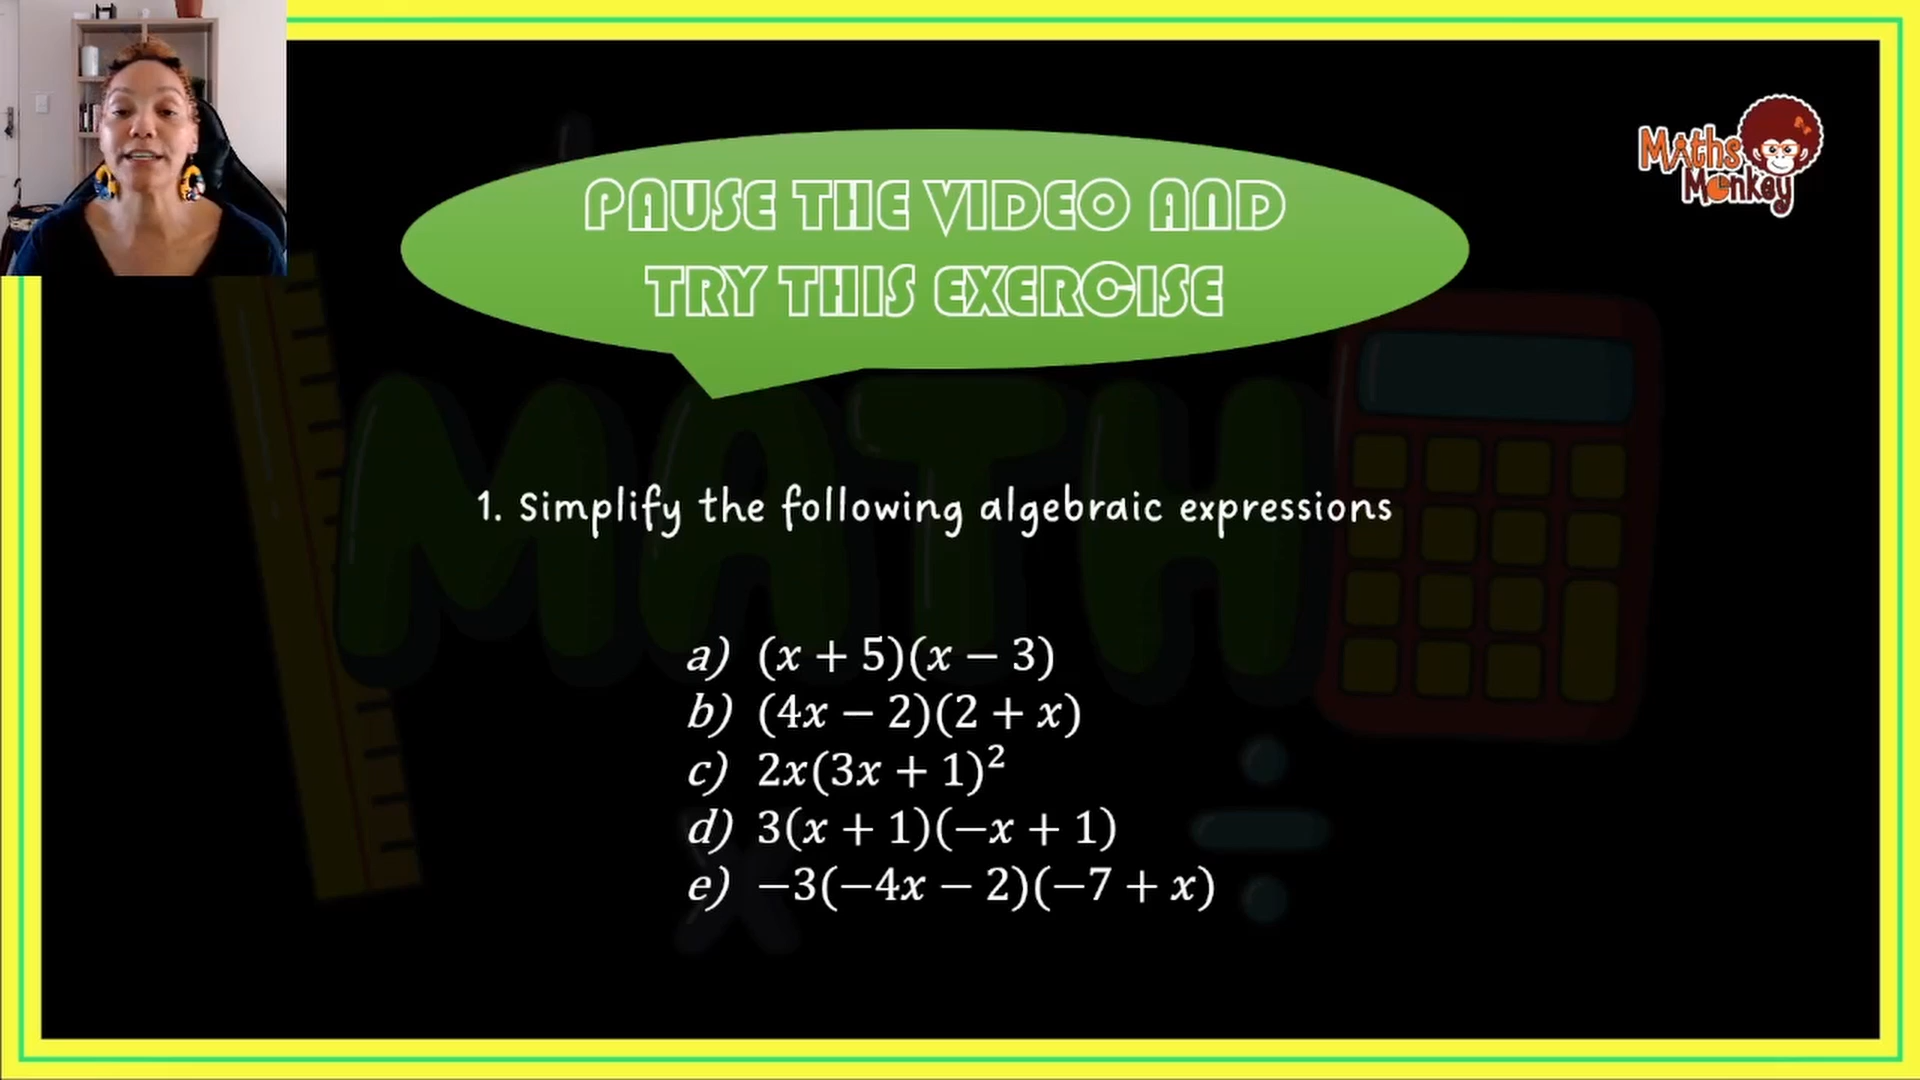 Maths
Monkey
PAUSE THE VIDEO AND
TRY THIS EXERCISE
MATH
1. Simplify the following algebraic expressions
a) (x + 5)(x − 3)
b) (4x − 2)(2 + x)
c) 2x(3x + 1)²
d) 3(x + 1)(−x + 1)
e) −3(−4x − 2)(−7 + x)